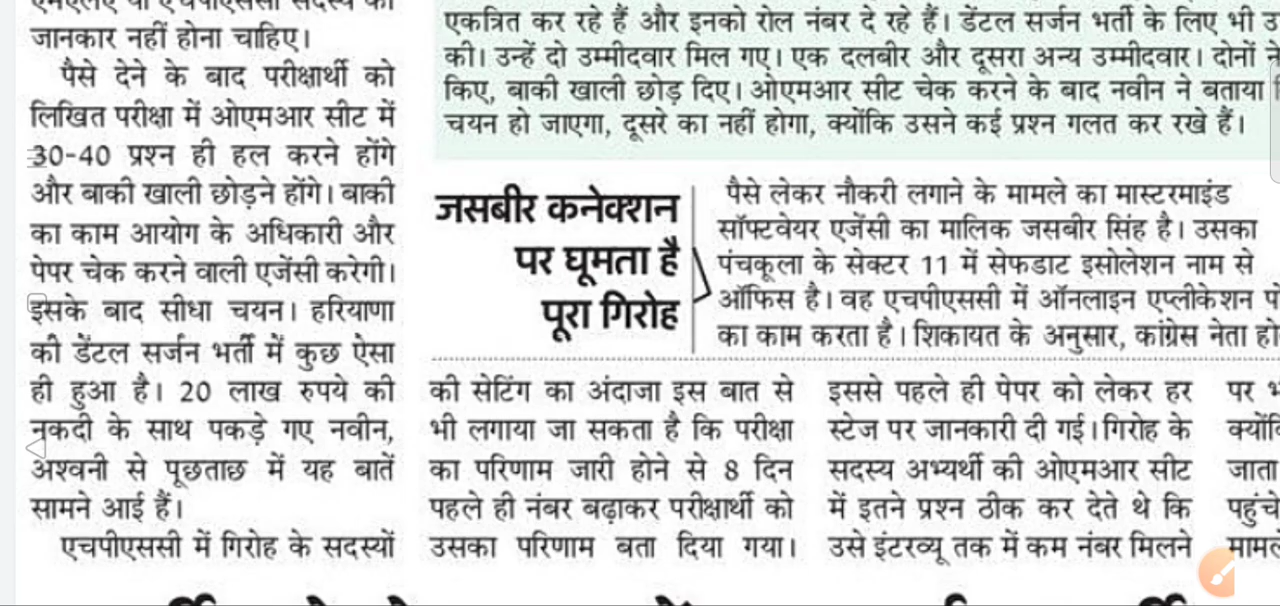 जानकार नहीं होना चाहिए।
पैसे देने के बाद परीक्षार्थी को
लिखित परीक्षा में ओएमआर सीट में
30-40 प्रश्न ही हल करने होंगे
और बाकी खाली छोड़ने होंगे। बाकी
का काम आयोग के अधिकारी और
पेपर चेक करने वाली एजेंसी करेगी।
इसके बाद सीधा चयन। हरियाणा
की डेंटल सर्जन भर्ती में कुछ ऐसा
ही हुआ है। 20 लाख रुपये की
नकदी के साथ पकड़े गए नवीन,
अश्वनी से पूछताछ में यह बातें
सामने आई हैं।
एचपीएससी में गिरोह के सदस्यों
एकत्रित कर रहे हैं और इनको रोल नंबर दे रहे हैं। डेंटल सर्जन भर्ती के लिए भी
की। उन्हें दो उम्मीदवार मिल गए। एक दलबीर और दूसरा अन्य उम्मीदवार। दोनों ने
किए, बाकी खाली छोड़ दिए। ओएमआर सीट चेक करने के बाद नवीन ने बताया
चयन हो जाएगा, दूसरे का नहीं होगा, क्योंकि उसने कई प्रश्न गलत कर रखे हैं।
जसबीर कनेक्शन
पर घूमता है
पूरा गिरोह
पैसे लेकर नौकरी लगाने के मामले का मास्टरमाइंड
सॉफ्टवेयर एजेंसी का मालिक जसबीर सिंह है। उसका
पंचकूला के सेक्टर 11 में सेफडाट इसोलेशन नाम से
ऑफिस है। वह एचपीएससी में ऑनलाइन एप्लीकेशन
का काम करता है। शिकायत के अनुसार, कांग्रेस नेता
की सेटिंग का अंदाजा इस बात से
भी लगाया जा सकता है कि परीक्षा
का परिणाम जारी होने से 8 दिन
पहले ही नंबर बढ़ाकर परीक्षार्थी को
उसका परिणाम बता दिया गया।
इससे पहले ही पेपर को लेकर हर
स्टेज पर जानकारी दी गई। गिरोह के
सदस्य अभ्यर्थी की ओएमआर सीट
में इतने प्रश्न ठीक कर देते थे कि
उसे इंटरव्यू तक में कम नंबर मिलने
पर
जाता
पहुंचे